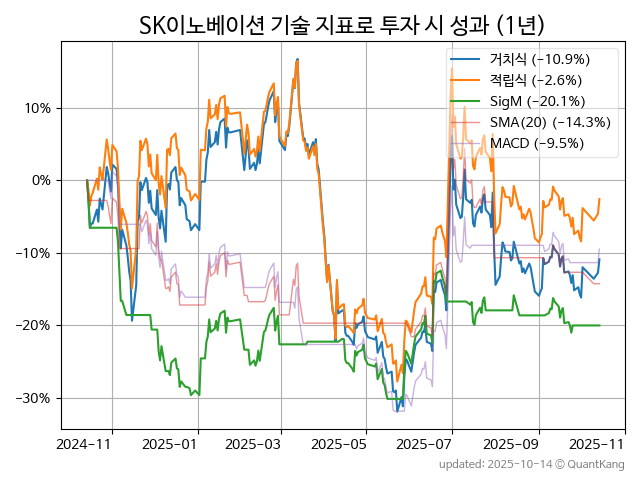 SK이노베이션 기술 지표로 투자 시 성과 (1년)
거치식 (−10.9%)
적립식 (−2.6%)
SigM (−20.1%)
SMA(20) (−14.3%)
MACD (−9.5%)
10%
0%
−10%
−20%
−30%
2024-11 2025-01 2025-03 2025-05 2025-07 2025-09 2025-11
updated: 2025-10-14 © QuantKang